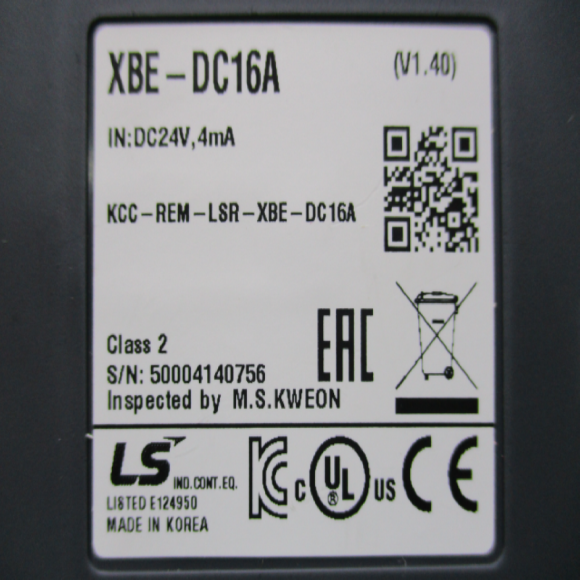 XBE-DC16A (V1.40)
IN:DC24V,4mA
KCC-REM-LSR-XBE-DC16A
EAC
Class 2
S/N: 50004140756
Inspected by M.S.KWEON
LS IND.CONT.EQ. KC C UL US CE
®
LISTED E124950
MADE IN KOREA